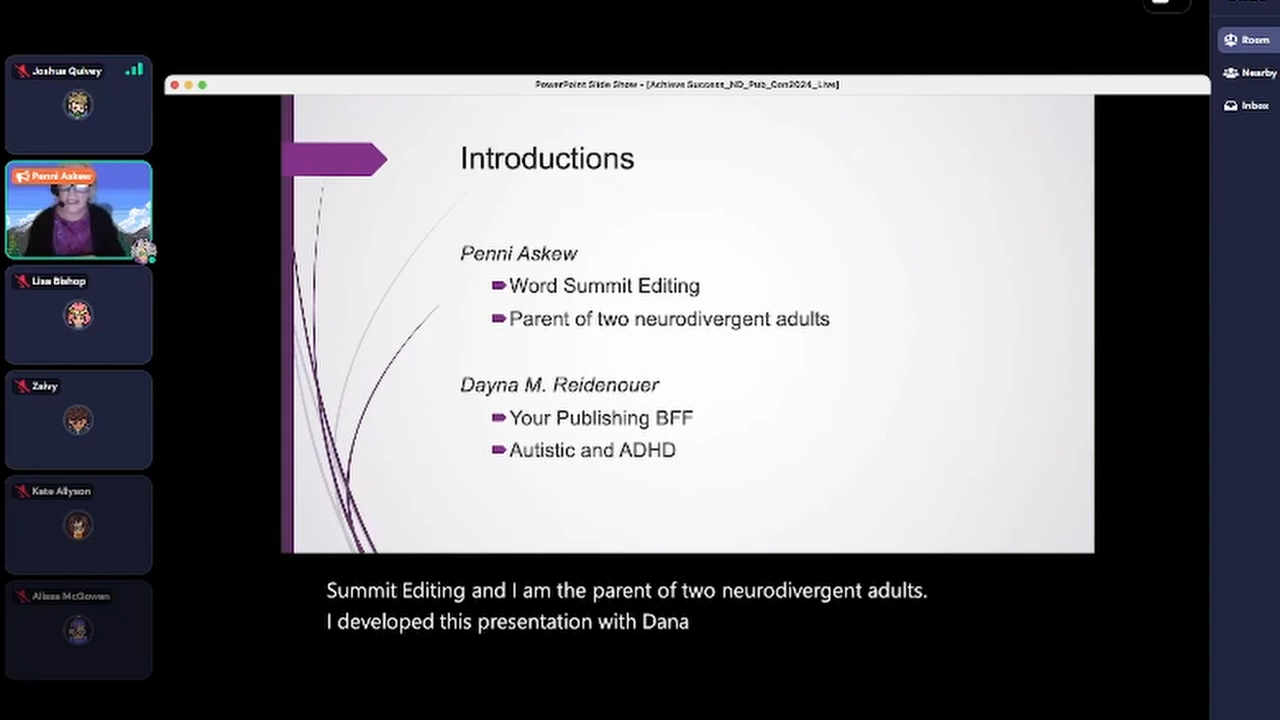 Room
Nearby
Inbox
Joshua Quivey
Penni Askew
Lisa Bishop
Zaivy
Kate Allyson
Alissa McGowan
PowerPoint Slide Show - [Achieve Success_ND_Pub_Con2024_Live]
Introductions
Penni Askew
Word Summit Editing
Parent of two neurodivergent adults
Dayna M. Reidenouer
Your Publishing BFF
Autistic and ADHD
Summit Editing and I am the parent of two neurodivergent adults.
I developed this presentation with Dana